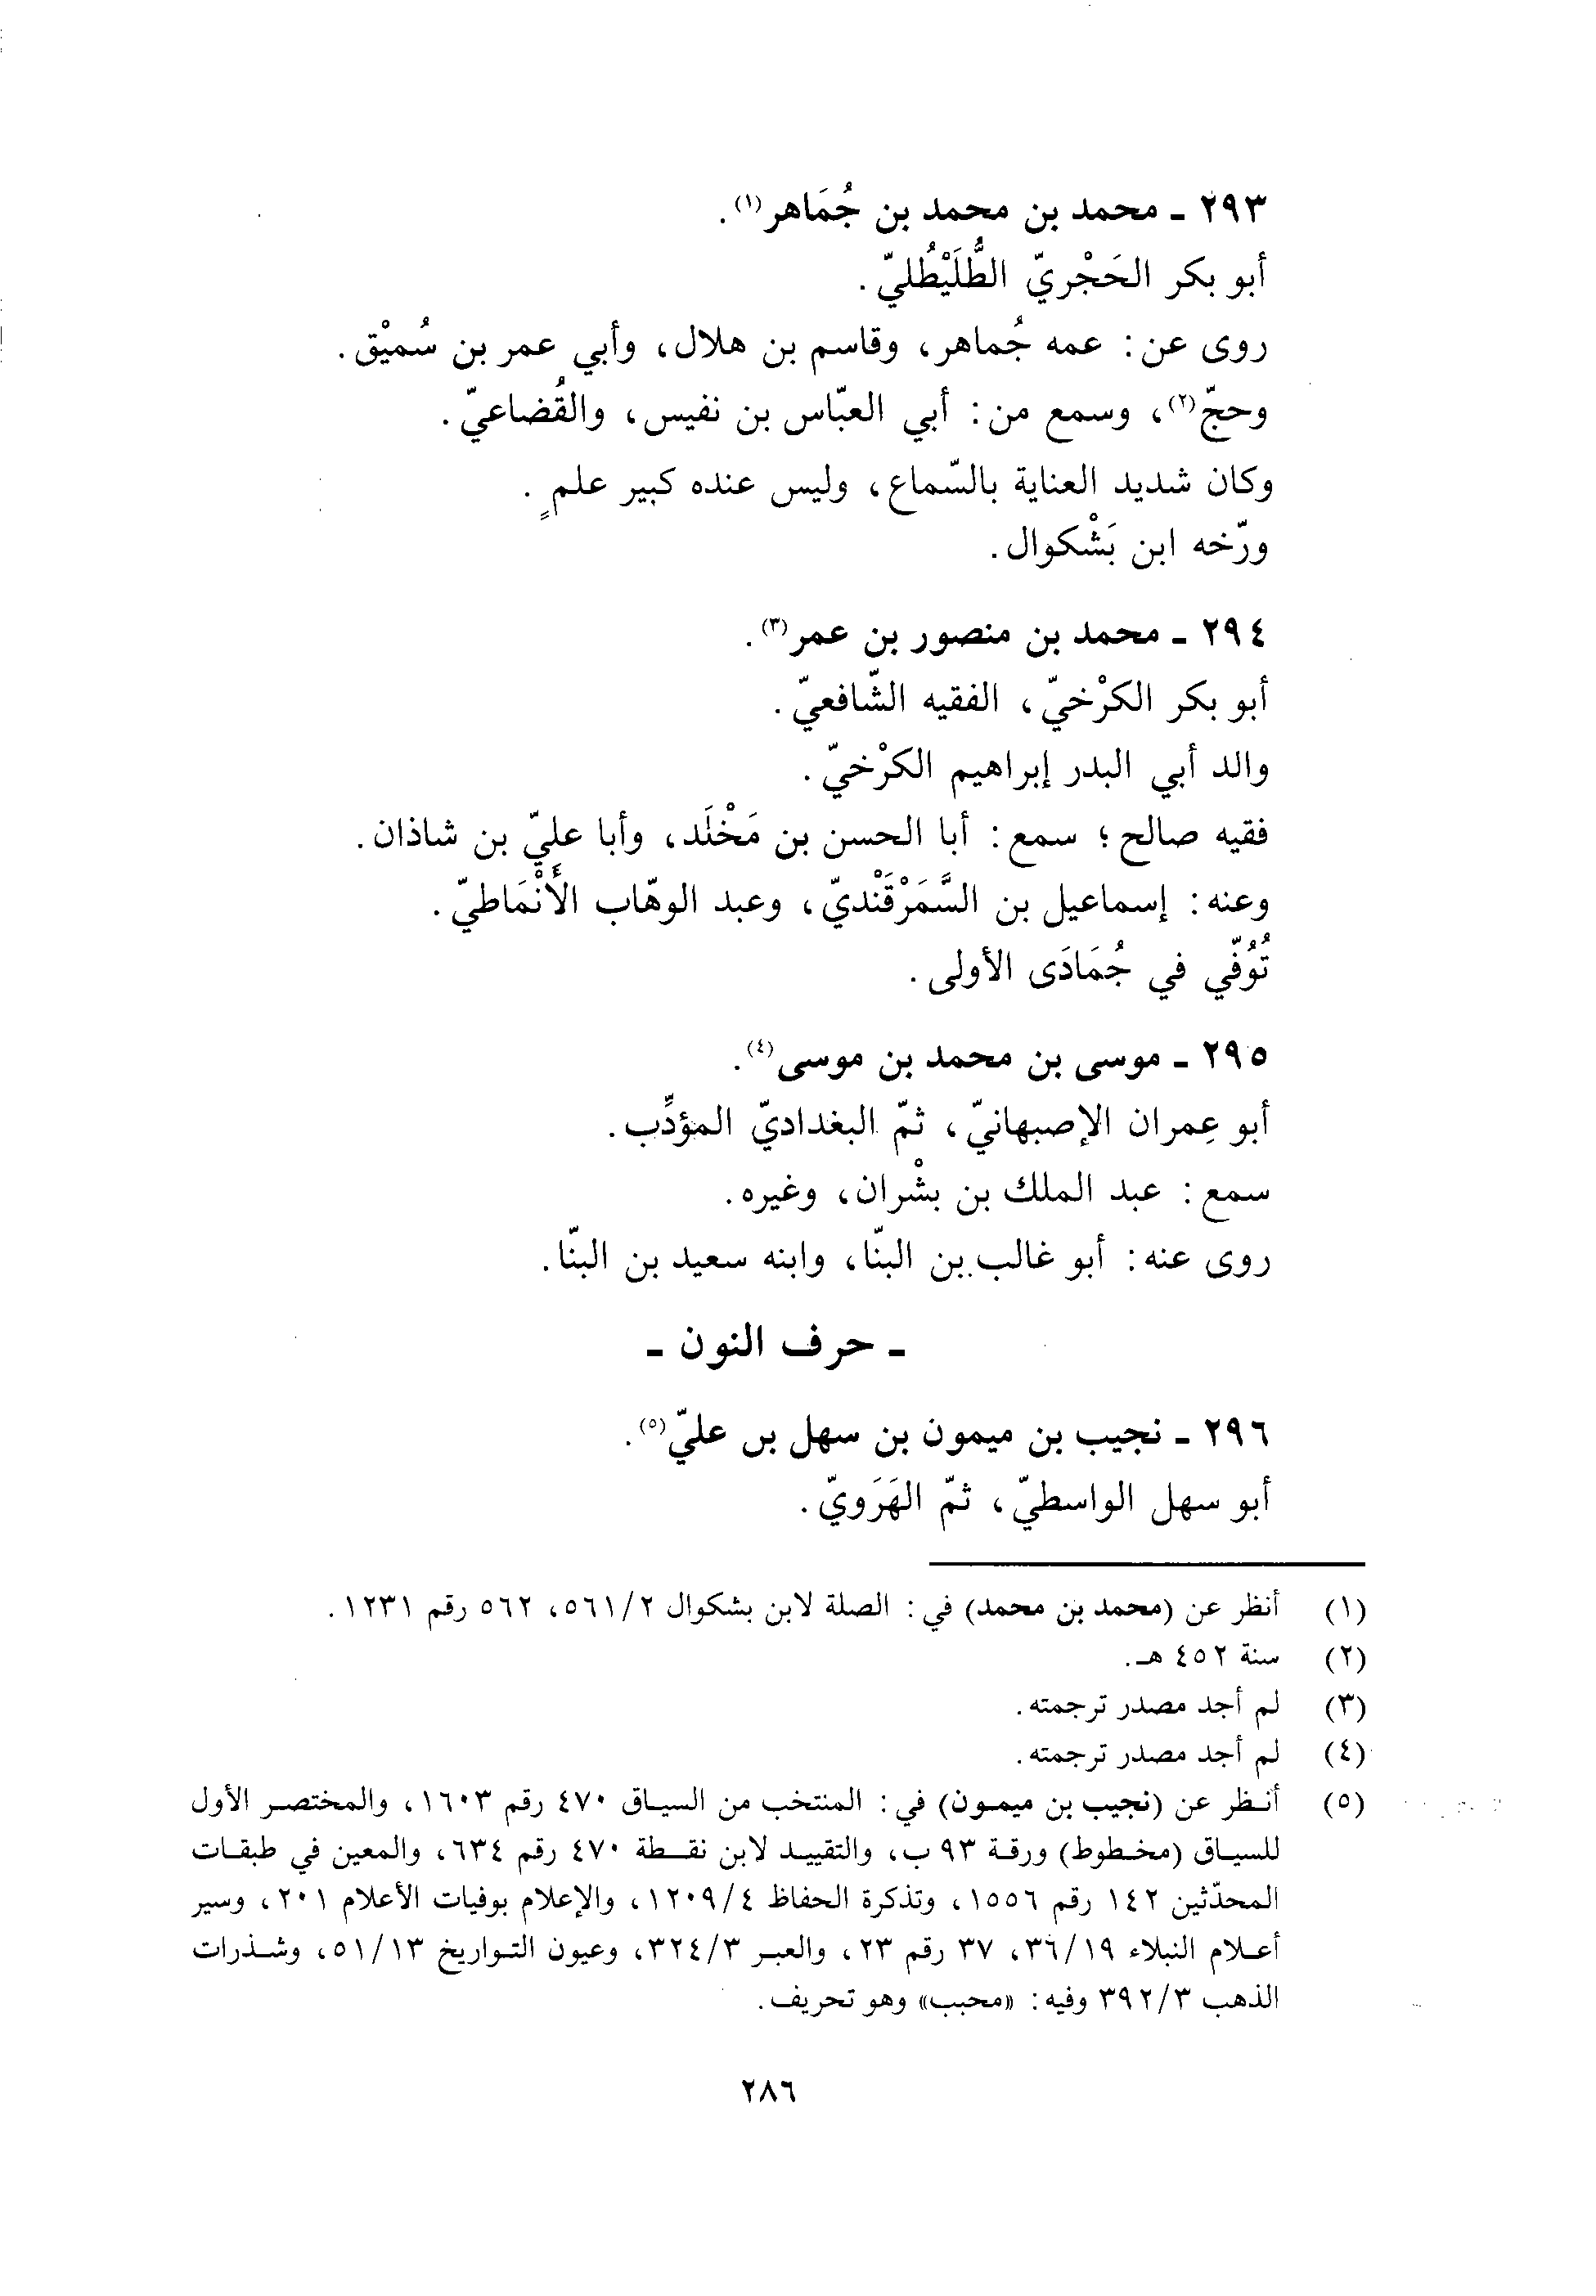 ٢٩٣ ـ محمد بن محمد بن جُمَاهر(١).
أبو بكر الحَجْريّ الطُّلَيْطُليّ.
روى عن: عمه جُماهر، وقاسم بن هلال، وأبي عمر بن سُميْق.
وحجّ(٢)، وسمع من: أبي العبّاس بن نفيس، والقُضاعيّ.
وكان شديد العناية بالسّماع، وليس عنده كبير علمٍ.
ورّخه ابن بَشْكوال.
٢٩٤ ـ محمد بن منصور بن عمر(٣).
أبو بكر الكرْخيّ، الفقيه الشّافعيّ.
والد أبي البدر إبراهيم الكرْخيّ.
فقيه صالح؛ سمع: أبا الحسن بن مَخْلَد، وأبا عليّ بن شاذان.
وعنه: إسماعيل بن السَّمَرْقَنْديّ، وعبد الوهّاب الأَنْمَاطيّ.
تُوُفّي في جُمَادَى الأولى.
٢٩٥ ـ موسى بن محمد بن موسى(٤).
أبو عِمران الإصبهانيّ، ثمّ البغداديّ المؤدِّب.
سمع: عبد الملك بن بشْران، وغيره.
روى عنه: أبو غالب بن البنّا، وابنه سعيد بن البنّا.
ـ حرف النون ـ
٢٩٦ ـ نجيب بن ميمون بن سهل بن عليّ(٥).
أبو سهل الواسطيّ، ثمّ الهَرَويّ.
(١) أنظر عن (محمد بن محمد) في: الصلة لابن بشكوال ٥٦١/٢، ٥٦٢ رقم ١٢٣١.
(٢) سنة ٤٥٢ هـ.
(٣) لم أجد مصدر ترجمته.
(٤) لم أجد مصدر ترجمته.
(٥) أنظر عن (نجيب بن ميمون) في: المنتخب من السياق ٤٧٠ رقم ١٦٠٣، والمختصر الأول
للسياق (مخطوط) ورقة ٩٣ ب، والتقييد لابن نقطة ٤٧٠ رقم ٦٣٤، والمعين في طبقات
المحدّثين ١٤٢ رقم ١٥٥٦، وتذكرة الحفاظ ١٢٠٩/٤، والإعلام بوفيات الأعلام ٢٠١، وسير
أعلام النبلاء ٣٦/١٩، ٣٧ رقم ٢٣، والعبر ٣٢٤/٣، وعيون التواريخ ٥١/١٣، وشذرات
الذهب ٣٩٢/٣ وفيه: «محبب» وهو تحريف.
٢٨٦